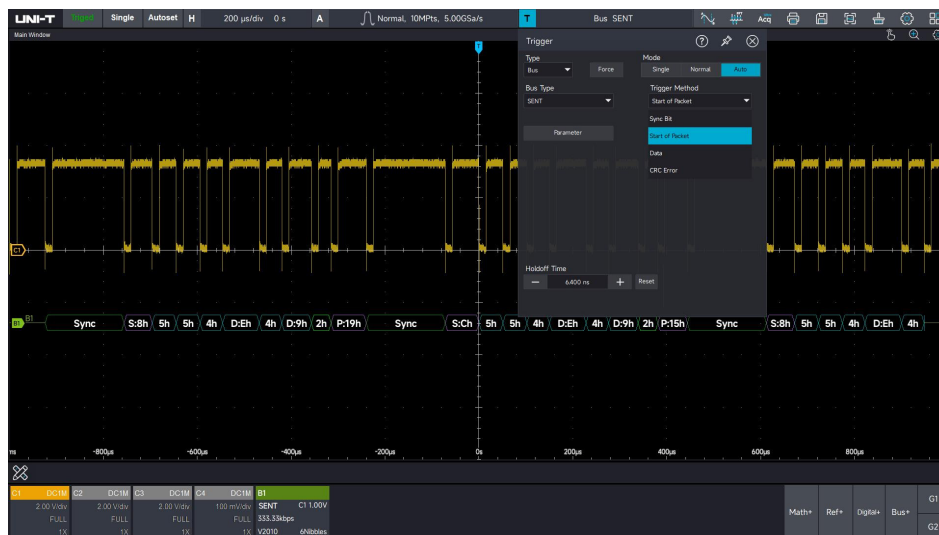 UNI-T Triged Single Autoset H 200 μs/div 0 s A Normal, 10MPts, 5.00GSa/s T Bus SENT Acq
Main Window
T
Trigger
Type Mode
Bus Force Single Normal Auto
Bus Type Trigger Method
SENT Start of Packet
Sync Bit
Parameter Start of Packet
Data
CRC Error
C1
Holdoff Time
6.400 ns Reset
B1 B1 Sync S:8h 5h 5h 4h D:Eh 4h D:9h 2h P:19h Sync S:Ch 5h 5h 4h D:Eh 4h D:9h 2h P:15h Sync S:8h 5h 5h 4h D:Eh 4h
ms -800μs -600μs -400μs -200μs 0s 200μs 400μs 600μs 800μs
C1 DC1M C2 DC1M C3 DC1M C4 DC1M B1
2.00 V/div 2.00 V/div 2.00 V/div 100 mV/div SENT C1 1.00V G1
FULL FULL FULL FULL 333.33kbps Math+ Ref+ Digital+ Bus+
1X 1X 1X 1X V2010 6Nibbles G2